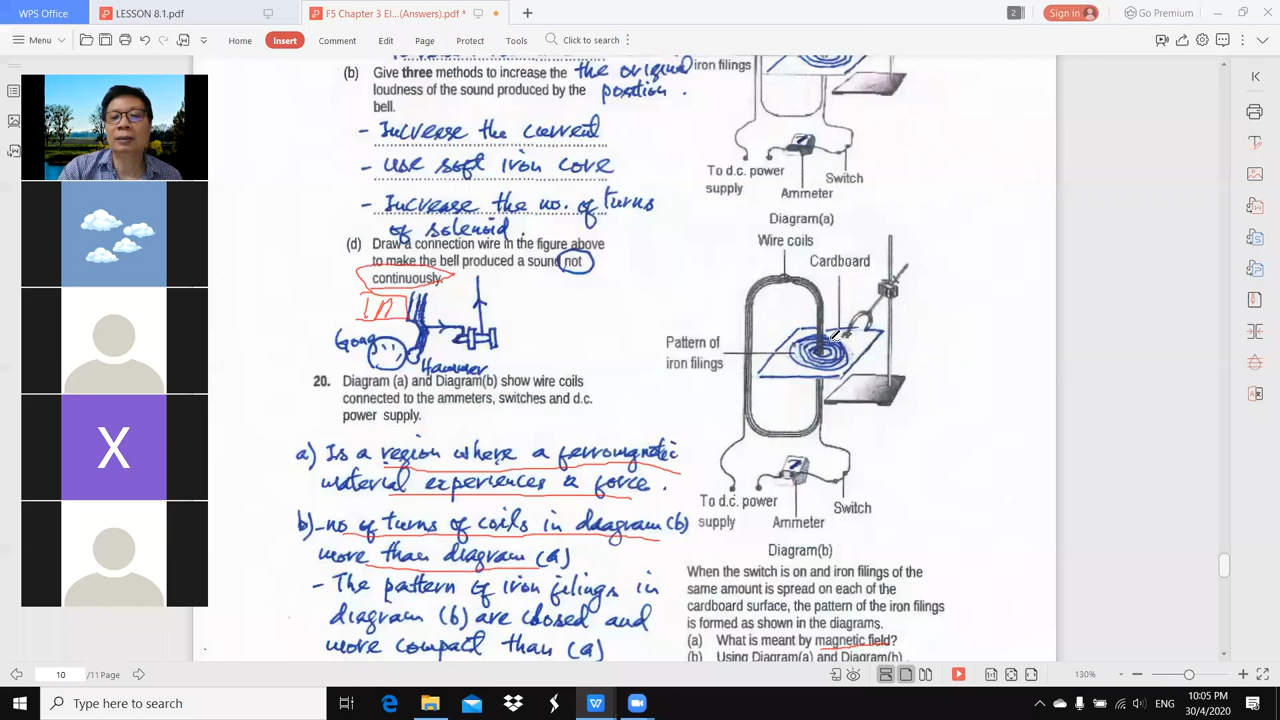 WPS Office
LESSON 8.1.pdf
F5 Chapter 3 El...(Answers).pdf *
2
Sign in
Go Premium
Menu
Home
Insert
Comment
Edit
Page
Protect
Tools
Click to search
(b) Give three methods to increase the the original
loudness of the sound produced by the position .
bell.
- Increase the current
- use soft iron core
- Increase the no. of turns
of solenoid .
(d) Draw a connection wire in the figure above
to make the bell produced a sound not
continuously.
Gong
Hammer
20. Diagram (a) and Diagram(b) show wire coils
connected to the ammeters, switches and d.c.
power supply.
a) Is a region where a ferromagnetic
material experiences a force .
b) - no of turns of coils in diagram (b)
more than diagram (a)
- The pattern of iron filings in
diagram (b) are closed and
more compact than (a)
iron filings
To d.c. power
supply
Switch
Ammeter
Diagram(a)
Wire coils
Cardboard
Pattern of
iron filings
To d.c. power
supply
Switch
Ammeter
Diagram(b)
When the switch is on and iron filings of the
same amount is spread on each of the
cardboard surface, the pattern of the iron filings
is formed as shown in the diagrams.
(a) What is meant by magnetic field?
(b) Using Diagram(a) and Diagram(b),
X
10 /11 Page
130%
Type here to search
ENG
10:05 PM
30/4/2020